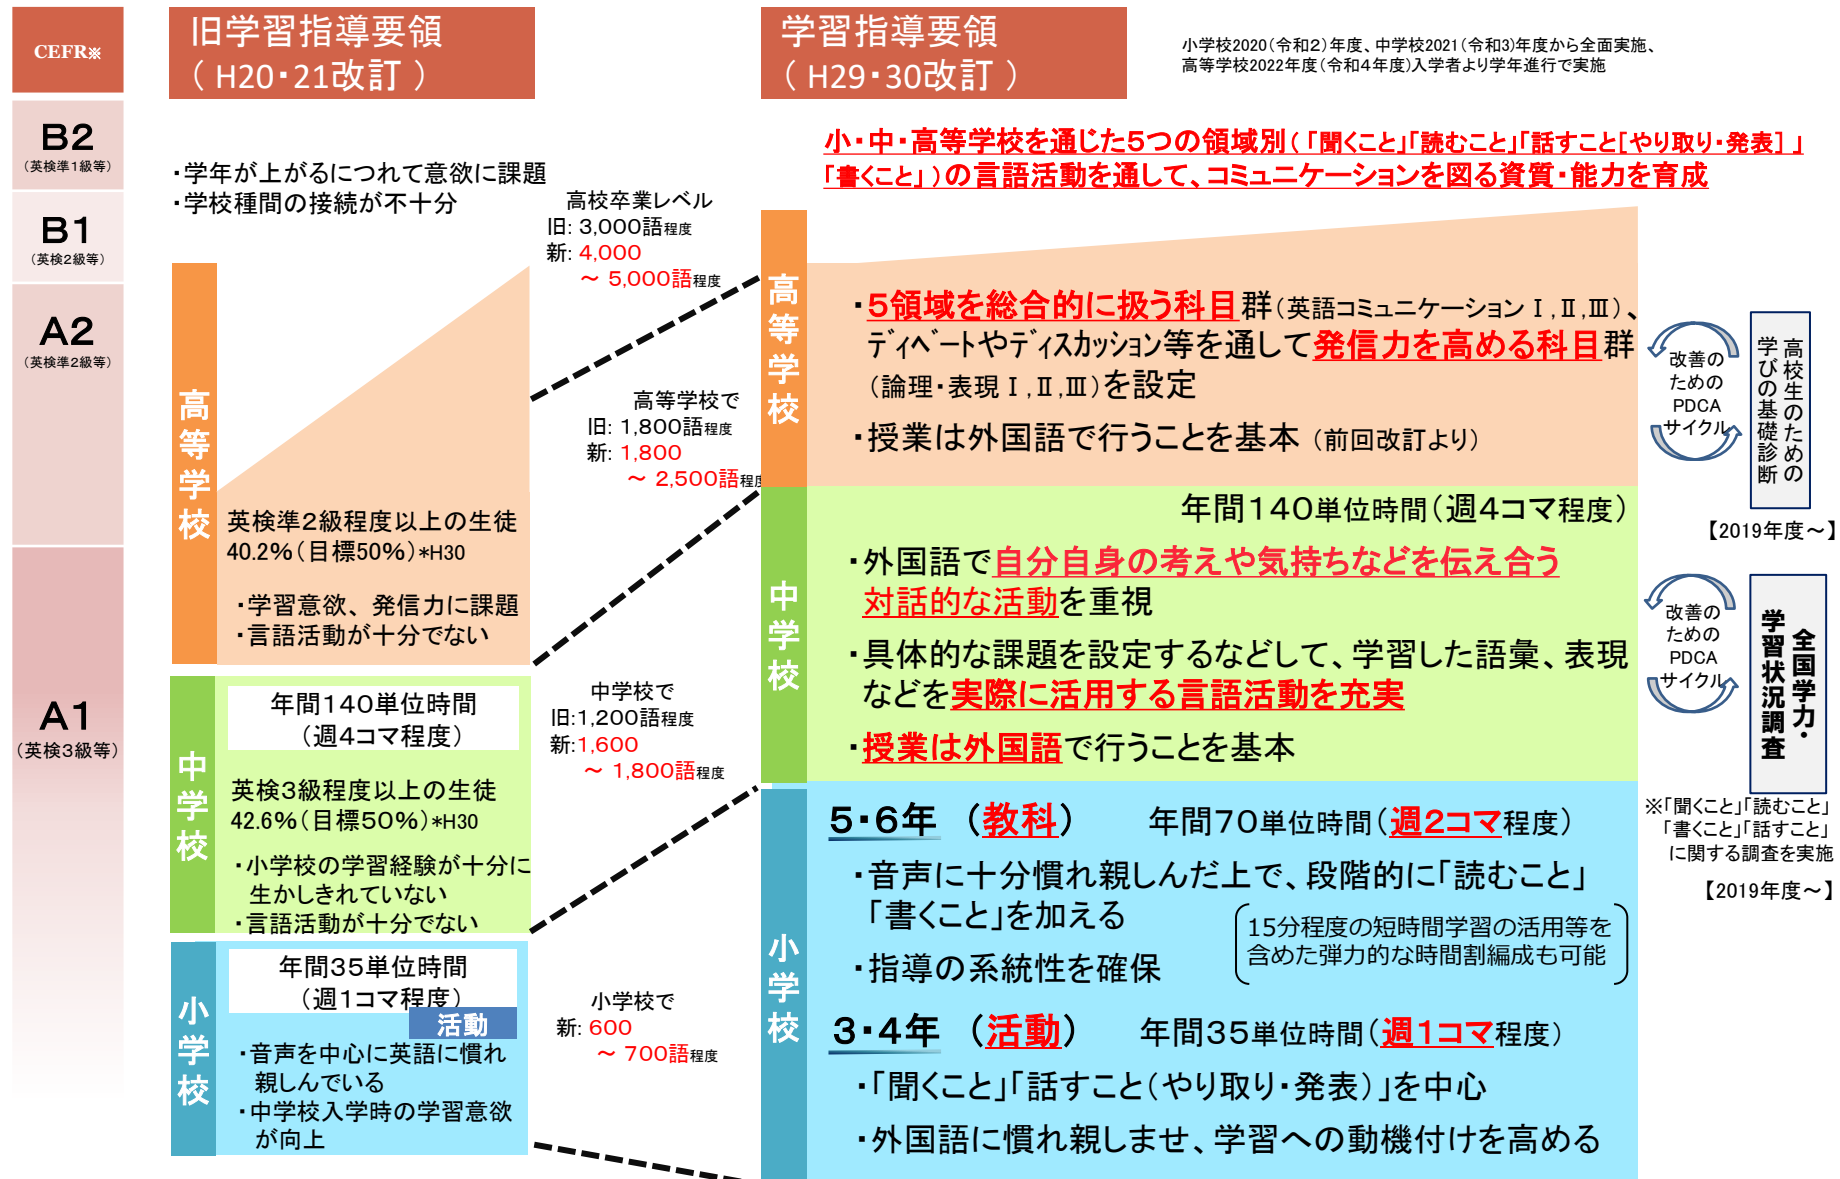 CEFR※
B2
(英検準1級等)
B1
(英検2級等)
A2
(英検準2級等)
A1
(英検3級等)
旧学習指導要領
（ H20・21改訂 ）
・学年が上がるにつれて意欲に課題
・学校種間の接続が不十分
高等学校
英検準2級程度以上の生徒
40.2%（目標50%）*H30
・学習意欲、発信力に課題
・言語活動が十分でない
中学校
年間140単位時間
（週4コマ程度）
英検3級程度以上の生徒
42.6%（目標50%）*H30
・小学校の学習経験が十分に
生かしきれていない
・言語活動が十分でない
小学校
年間35単位時間
（週1コマ程度）
活動
・音声を中心に英語に慣れ
親しんでいる
・中学校入学時の学習意欲
が向上
高校卒業レベル
旧: 3,000語程度
新: 4,000
～ 5,000語程度
高等学校で
旧: 1,800語程度
新: 1,800
～ 2,500語程度
中学校で
旧:1,200語程度
新:1,600
～ 1,800語程度
小学校で
新: 600
～ 700語程度
学習指導要領
（ H29・30改訂 ）
小学校2020(令和2)年度、中学校2021(令和3)年度から全面実施、
高等学校2022年度(令和4年度)入学者より学年進行で実施
小・中・高等学校を通じた5つの領域別（「聞くこと」「読むこと」「話すこと[やり取り・発表]」
「書くこと」）の言語活動を通して、コミュニケーションを図る資質・能力を育成
高等学校
・5領域を総合的に扱う科目群（英語コミュニケーションⅠ,Ⅱ,Ⅲ）、
ディベートやディスカッション等を通して発信力を高める科目群
（論理・表現Ⅰ,Ⅱ,Ⅲ）を設定
・授業は外国語で行うことを基本（前回改訂より）
中学校
年間140単位時間（週4コマ程度）
・外国語で自分自身の考えや気持ちなどを伝え合う
対話的な活動を重視
・具体的な課題を設定するなどして、学習した語彙、表現
などを実際に活用する言語活動を充実
・授業は外国語で行うことを基本
小学校
5・6年（教科） 年間70単位時間（週2コマ程度）
・音声に十分慣れ親しんだ上で、段階的に「読むこと」
「書くこと」を加える
・指導の系統性を確保
15分程度の短時間学習の活用等を
含めた弾力的な時間割編成も可能
3・4年（活動） 年間35単位時間（週1コマ程度）
・「聞くこと」「話すこと（やり取り・発表）」を中心
・外国語に慣れ親しませ、学習への動機付けを高める
改善の
ための
PDCA
サイクル
高校生のための
学びの基礎診断
【2019年度～】
改善の
ための
PDCA
サイクル
全国学力・
学習状況調査
※「聞くこと」「読むこと」
「書くこと」「話すこと」
に関する調査を実施
【2019年度～】